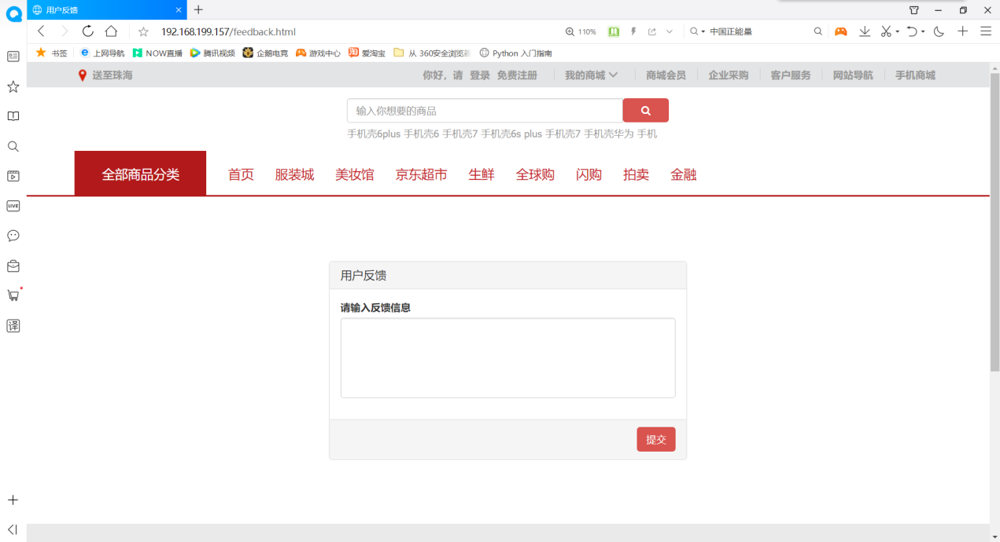 用户反馈
192.168.199.157/feedback.html
110%
中国正能量
书签 上网导航 NOW直播 腾讯视频 企鹅电竞 游戏中心 爱淘宝 从 360安全浏览器 Python 入门指南
送至珠海 你好，请 登录 免费注册 我的商城 商城会员 企业采购 客户服务 网站导航 手机商城
输入你想要的商品
手机壳6plus 手机壳6 手机壳7 手机壳6s plus 手机壳7 手机壳华为 手机
全部商品分类 首页 服装城 美妆馆 京东超市 生鲜 全球购 闪购 拍卖 金融
用户反馈
请输入反馈信息
提交
LIVE
译